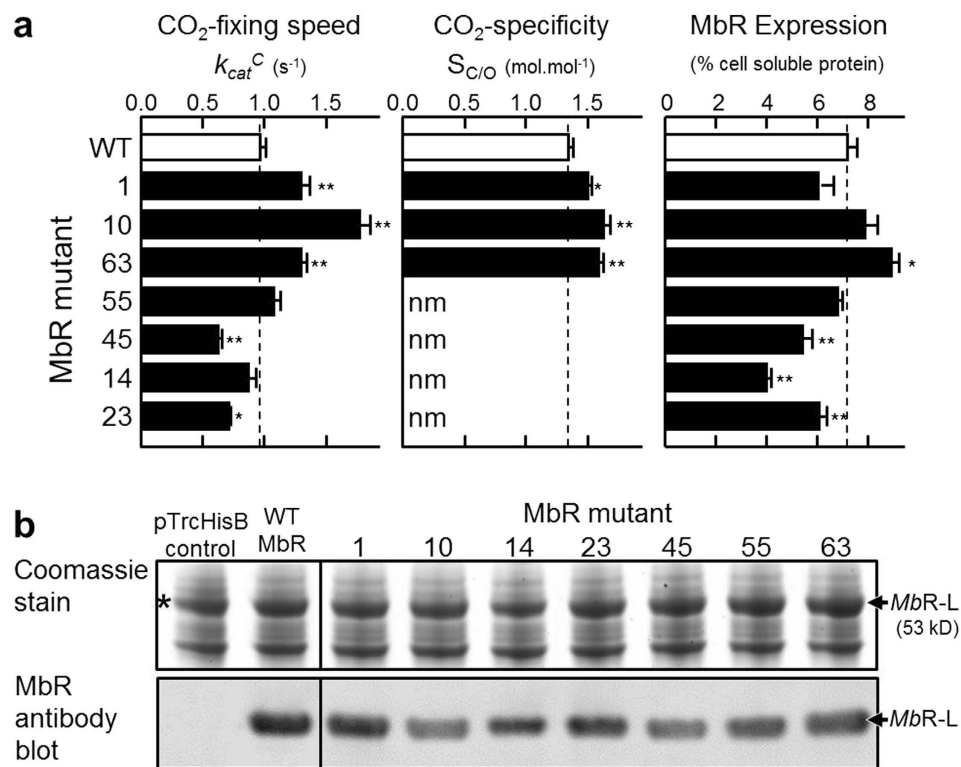 a
CO₂-fixing speed
k_cat^C (s⁻¹)
CO₂-specificity
S_C/O (mol.mol⁻¹)
MbR Expression
(% cell soluble protein)
0.0 0.5 1.0 1.5
0.0 0.5 1.0 1.5
0 2 4 6 8
MbR mutant
WT
1 ** * 
10 ** **
63 ** ** *
55 nm
45 ** nm **
14 nm **
23 * nm **
b
pTrcHisB
control
WT
MbR
MbR mutant
1 10 14 23 45 55 63
Coomassie
stain
*
MbR-L
(53 kD)
MbR
antibody
blot
MbR-L